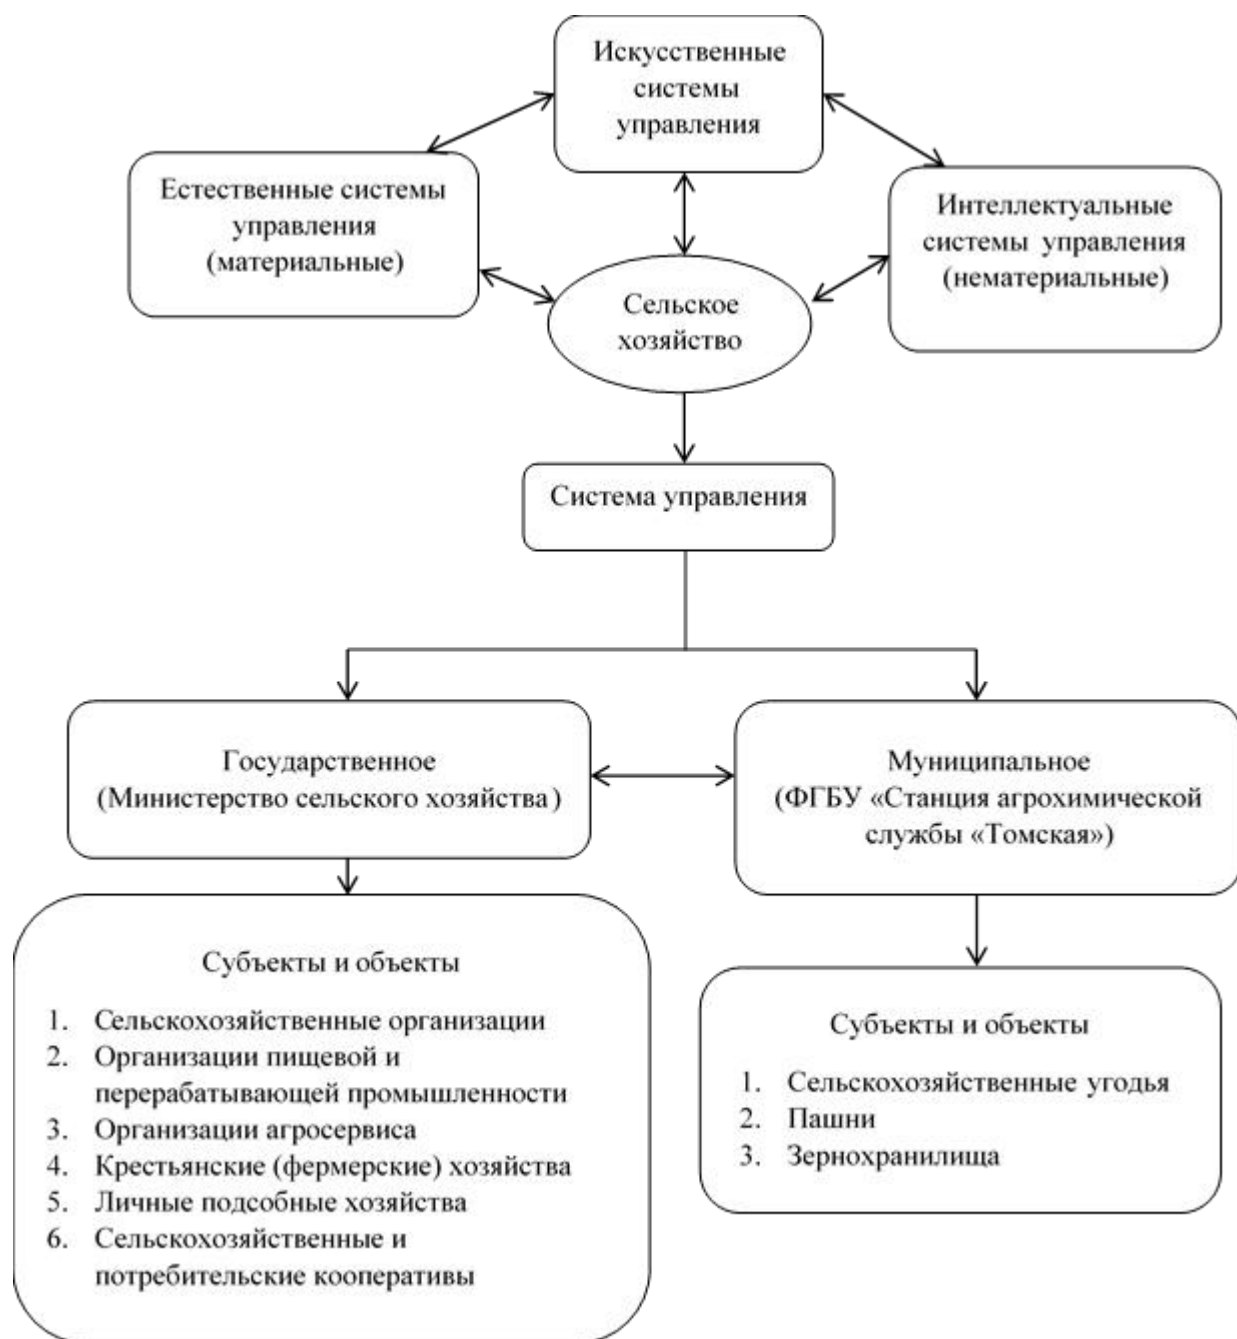 Искусственные
системы
управления
Естественные системы
управления
(материальные)
Интеллектуальные
системы управления
(нематериальные)
Сельское
хозяйство
Система управления
Государственное
(Министерство сельского хозяйства)
Муниципальное
(ФГБУ «Станция агрохимической
службы «Томская»)
Субъекты и объекты
1. Сельскохозяйственные организации
2. Организации пищевой и
перерабатывающей промышленности
3. Организации агросервиса
4. Крестьянские (фермерские) хозяйства
5. Личные подсобные хозяйства
6. Сельскохозяйственные и
потребительские кооперативы
Субъекты и объекты
1. Сельскохозяйственные угодья
2. Пашни
3. Зернохранилища